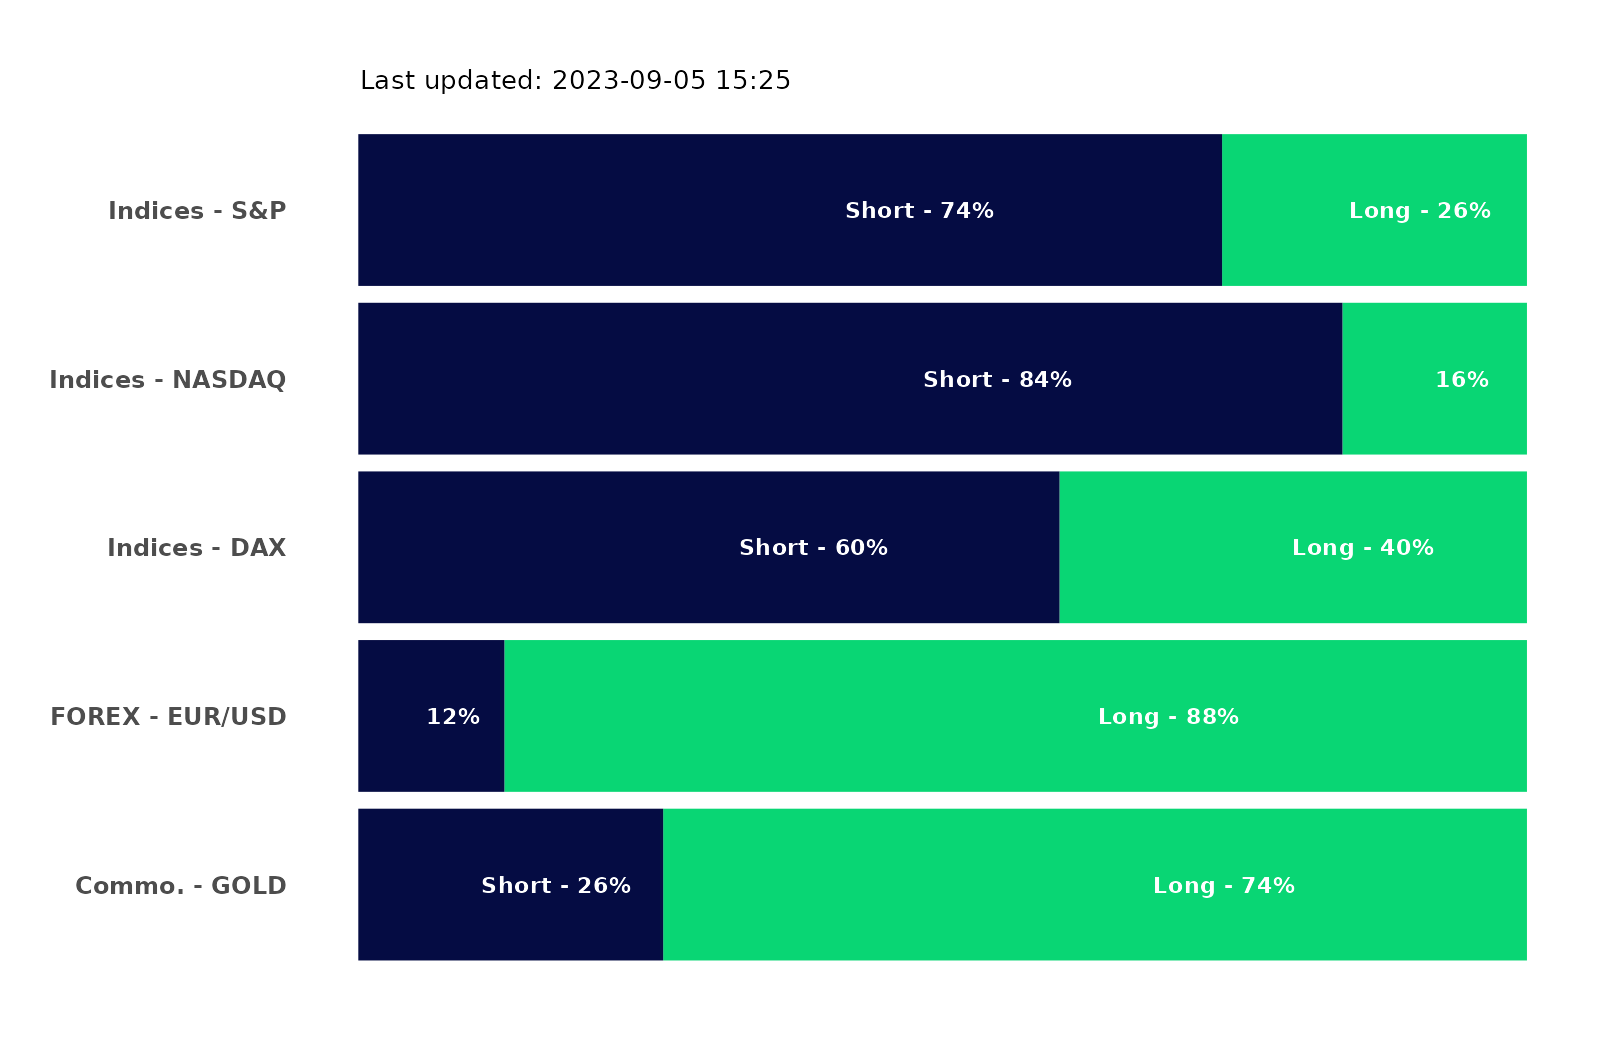 Last updated: 2023-09-05 15:25
Indices - S&P Short - 74% Long - 26%
Indices - NASDAQ Short - 84% 16%
Indices - DAX Short - 60% Long - 40%
FOREX - EUR/USD 12% Long - 88%
Commo. - GOLD Short - 26% Long - 74%